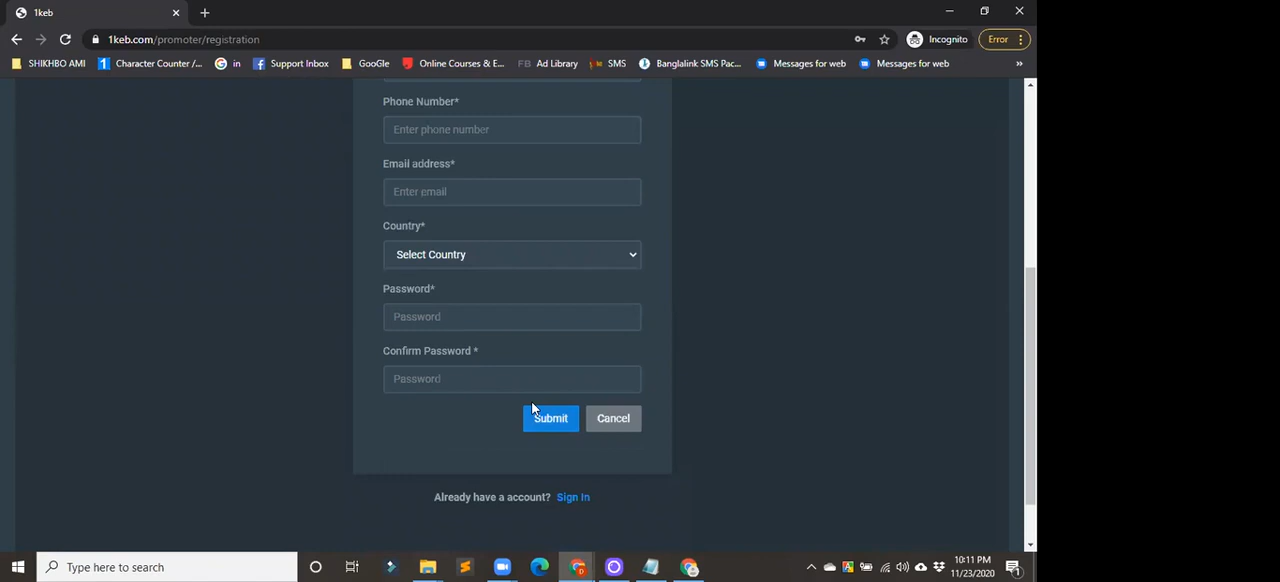 1keb
1keb.com/promoter/registration
Incognito
Error
SHIKHBO AMI
Character Counter /...
in
Support Inbox
GooGle
Online Courses & E...
FB Ad Library
SMS
Banglalink SMS Pac...
Messages for web
Messages for web
»
Phone Number*
Enter phone number
Email address*
Enter email
Country*
Select Country
Password*
Password
Confirm Password *
Password
Submit
Cancel
Already have a account? Sign In
Type here to search
10:11 PM
11/23/2020